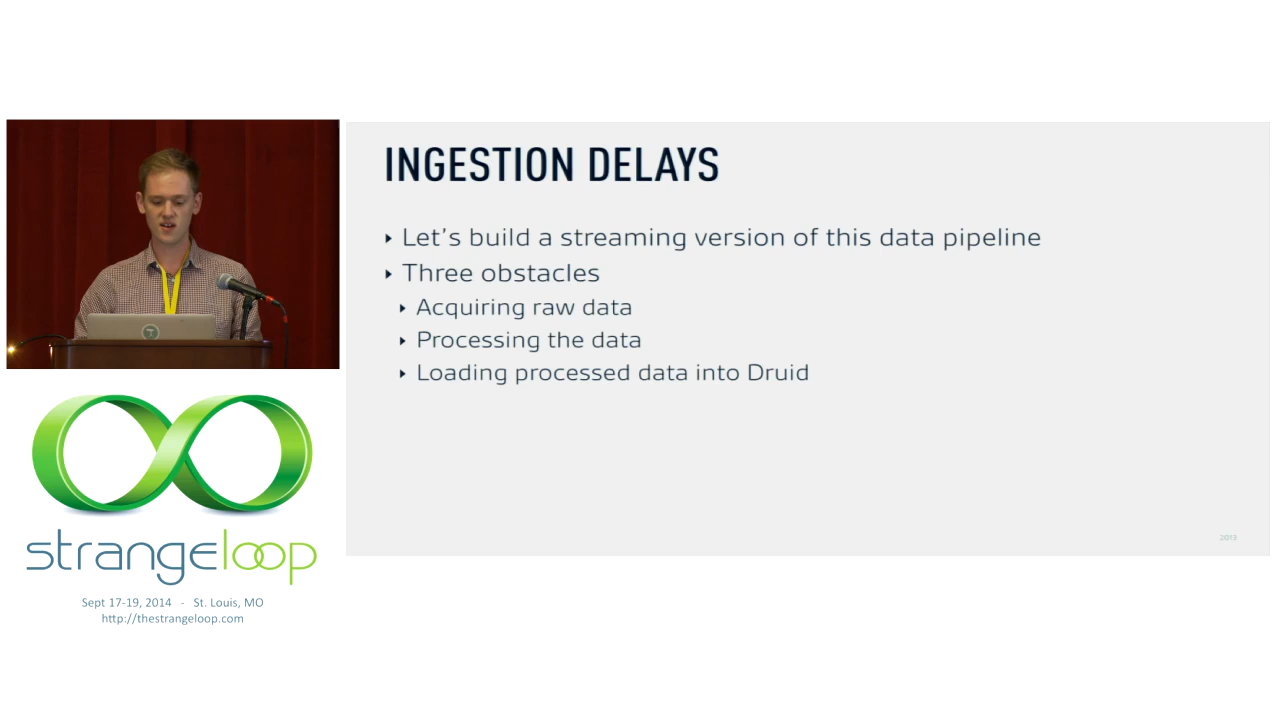 INGESTION DELAYS
Let's build a streaming version of this data pipeline
Three obstacles
Acquiring raw data
Processing the data
Loading processed data into Druid
2013
strangeloop
Sept 17-19, 2014 - St. Louis, MO
http://thestrangeloop.com